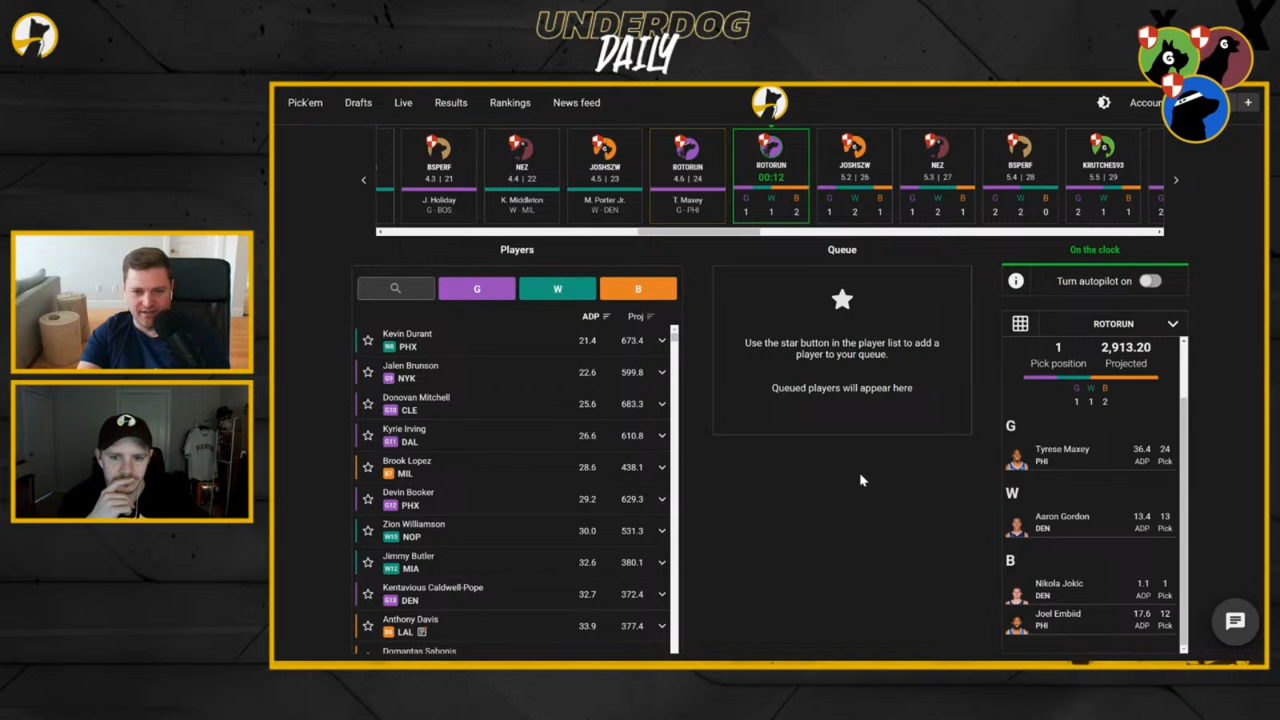 UNDERDOG
DAILY
Pick'em Drafts Live Results Rankings News feed
BSPERF
4.3 | 21
J. Holiday
G · BOS
NEZ
4.4 | 22
K. Middleton
W · MIL
JOSHSZW
4.5 | 23
M. Porter Jr.
W · DEN
ROTORUN
4.6 | 24
T. Maxey
G · PHI
ROTORUN
00:12
G W B
1 1 2
JOSHSZW
5.2 | 26
G W B
1 2 1
NEZ
5.3 | 27
G W B
1 2 1
BSPERF
5.4 | 28
G W B
2 2 0
KRUTCHES93
5.5 | 29
G W B
2 1 1
Players
G W B
ADP Proj
Kevin Durant
W8 PHX 21.4 673.4
Jalen Brunson
G9 NYK 22.6 599.8
Donovan Mitchell
G10 CLE 25.6 683.3
Kyrie Irving
G11 DAL 26.6 610.8
Brook Lopez
B7 MIL 28.6 438.1
Devin Booker
G12 PHX 29.2 629.3
Zion Williamson
W10 NOP 30.0 531.3
Jimmy Butler
W12 MIA 32.6 380.1
Kentavious Caldwell-Pope
G13 DEN 32.7 372.4
Anthony Davis
LAL 33.9 377.4
Domantas Sabonis
Queue
Use the star button in the player list to add a
player to your queue.
Queued players will appear here
On the clock
Turn autopilot on
ROTORUN
1 2,913.20
Pick position Projected
G W B
1 1 2
G
Tyrese Maxey 36.4 24
PHI ADP Pick
W
Aaron Gordon 13.4 13
DEN ADP Pick
B
Nikola Jokic 1.1 1
DEN ADP Pick
Joel Embiid 17.6 12
PHI ADP Pick